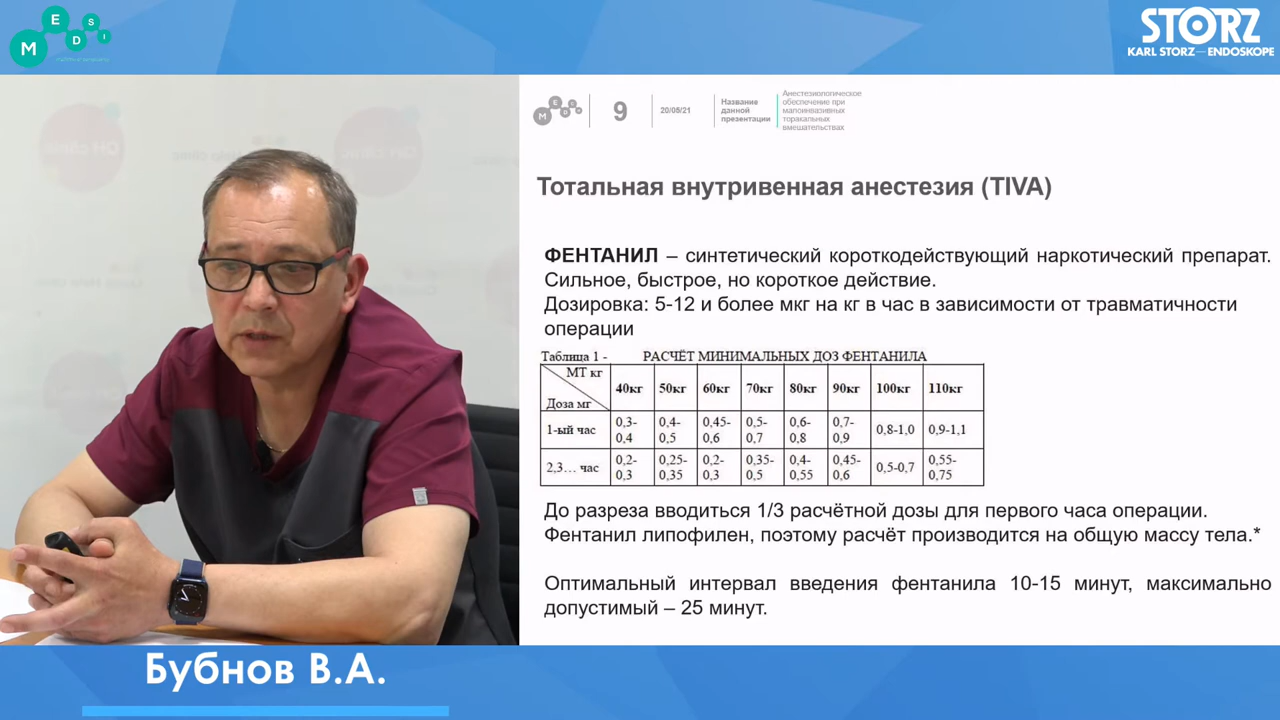 M E D S I
STORZ
KARL STORZ—ENDOSKOPE
M E D S I
9
20/05/21
Название
данной
презентации
Анестезиологическое
обеспечение при
малоинвазивных
торакальных
вмешательствах
Тотальная внутривенная анестезия (TIVA)
ФЕНТАНИЛ – синтетический короткодействующий наркотический препарат.
Сильное, быстрое, но короткое действие.
Дозировка: 5-12 и более мкг на кг в час в зависимости от травматичности
операции
Таблица 1 - РАСЧЁТ МИНИМАЛЬНЫХ ДОЗ ФЕНТАНИЛА
МТ кг
Доза мг
40кг 50кг 60кг 70кг 80кг 90кг 100кг 110кг
1-ый час 0,3-0,4 0,4-0,5 0,45-0,6 0,5-0,7 0,6-0,8 0,7-0,9 0,8-1,0 0,9-1,1
2,3... час 0,2-0,3 0,25-0,35 0,2-0,3 0,35-0,5 0,4-0,55 0,45-0,6 0,5-0,7 0,55-0,75
До разреза вводиться 1/3 расчётной дозы для первого часа операции.
Фентанил липофилен, поэтому расчёт производится на общую массу тела.*
Оптимальный интервал введения фентанила 10-15 минут, максимально
допустимый – 25 минут.
Бубнов В.А.